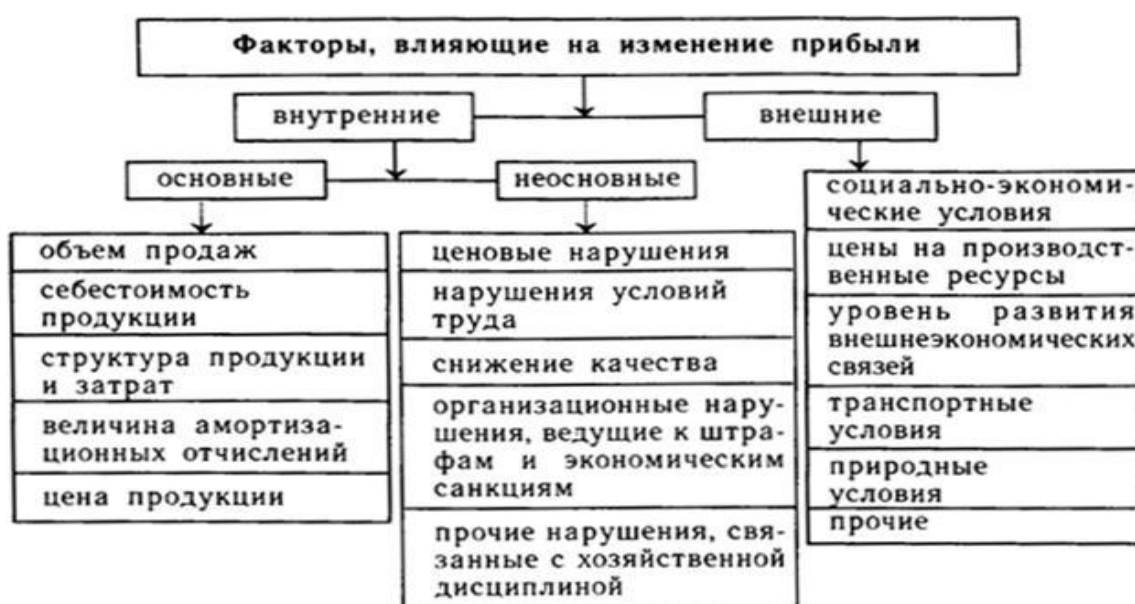 Факторы, влияющие на изменение прибыли
внутренние
внешние
основные
неосновные
объем продаж
себестоимость
продукции
структура продукции
и затрат
величина амортиза-
ционных отчислений
цена продукции
ценовые нарушения
нарушения условий
труда
снижение качества
организационные нару-
шения, ведущие к штра-
фам и экономическим
санкциям
прочие нарушения, свя-
занные с хозяйственной
дисциплиной
социально-экономи-
ческие условия
цены на производст-
венные ресурсы
уровень развития
внешнеэкономических
связей
транспортные
условия
природные
условия
прочие